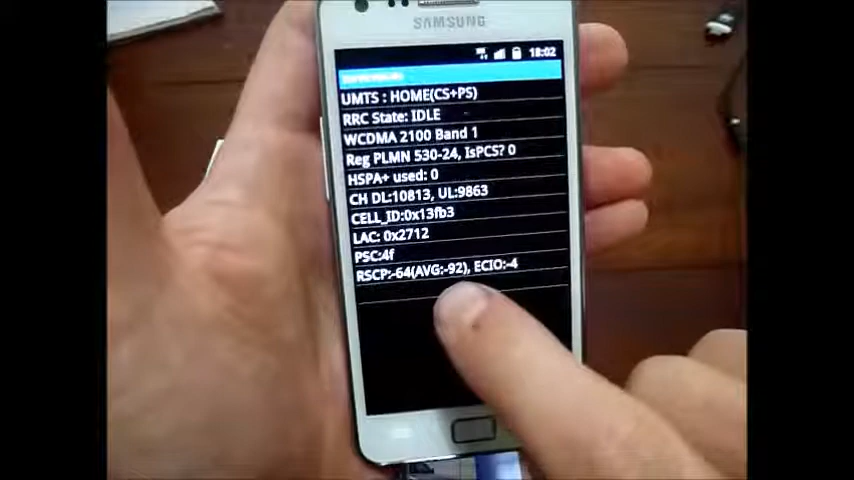 SAMSUNG
18:02
UMTS : HOME(CS+PS)
RRC State: IDLE
WCDMA 2100 Band 1
Reg PLMN 530-24, IsPCS? 0
HSPA+ used: 0
CH DL:10813, UL:9863
CELL_ID:0x13fb3
LAC: 0x2712
PSC:4f
RSCP:-64(AVG:-92), ECIO:-4